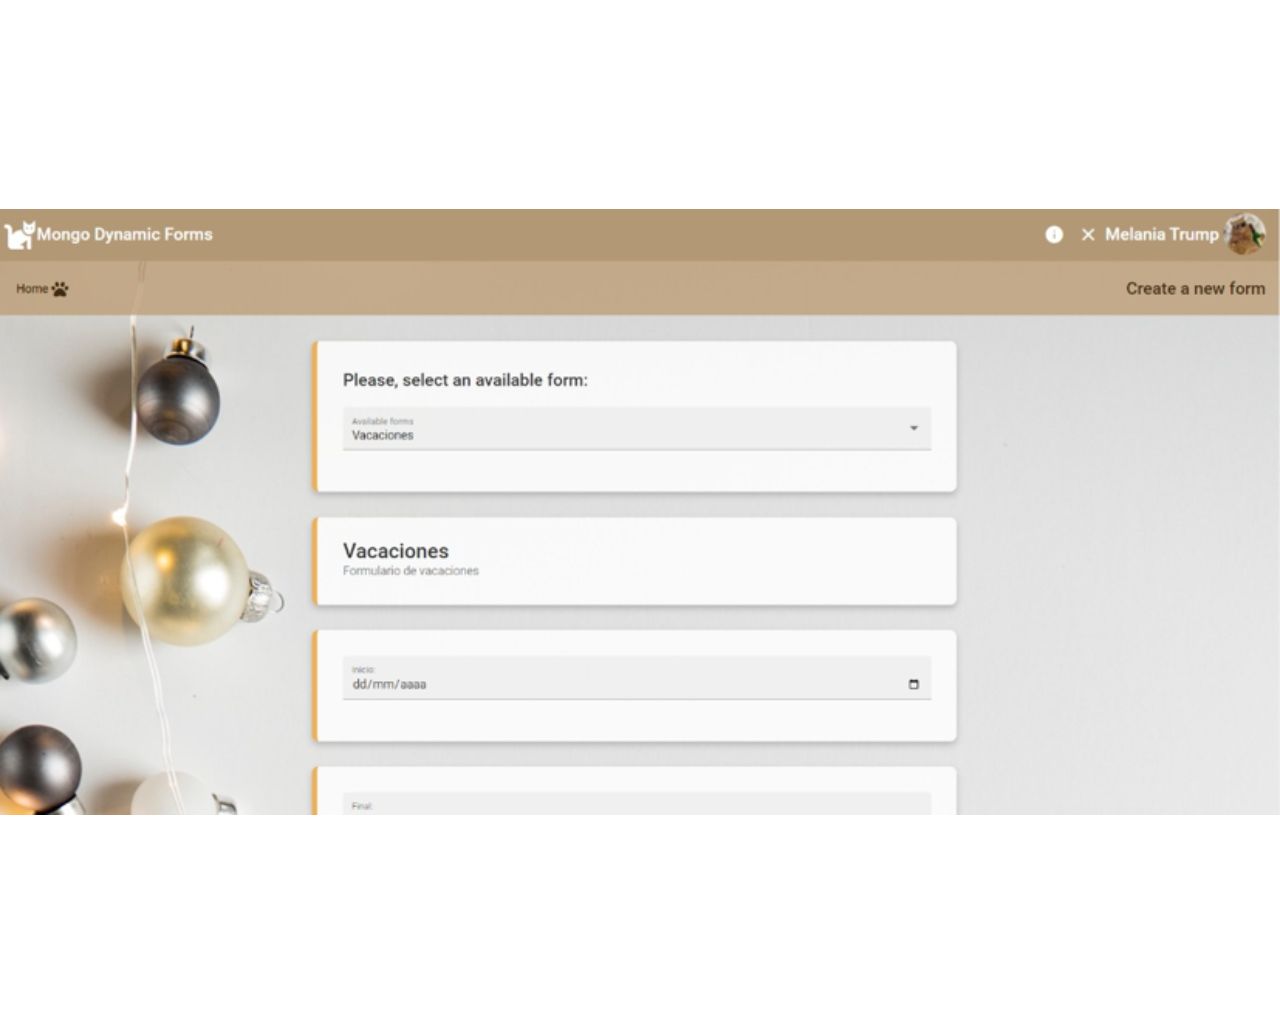 Mongo Dynamic Forms
Melania Trump
Home
Create a new form
Please, select an available form:
Available forms
Vacaciones
Vacaciones
Formulario de vacaciones
Inicio:
dd/mm/aaaa
Final: